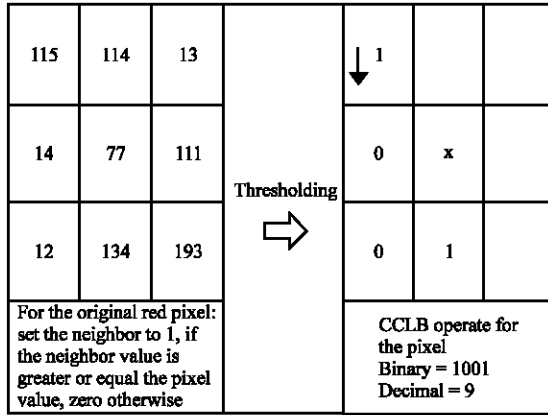 115 114 13 1
14 77 111 0 x
Thresholding
12 134 193 0 1
For the original red pixel:
set the neighbor to 1, if
the neighbor value is
greater or equal the pixel
value, zero otherwise
CCLB operate for
the pixel
Binary = 1001
Decimal = 9